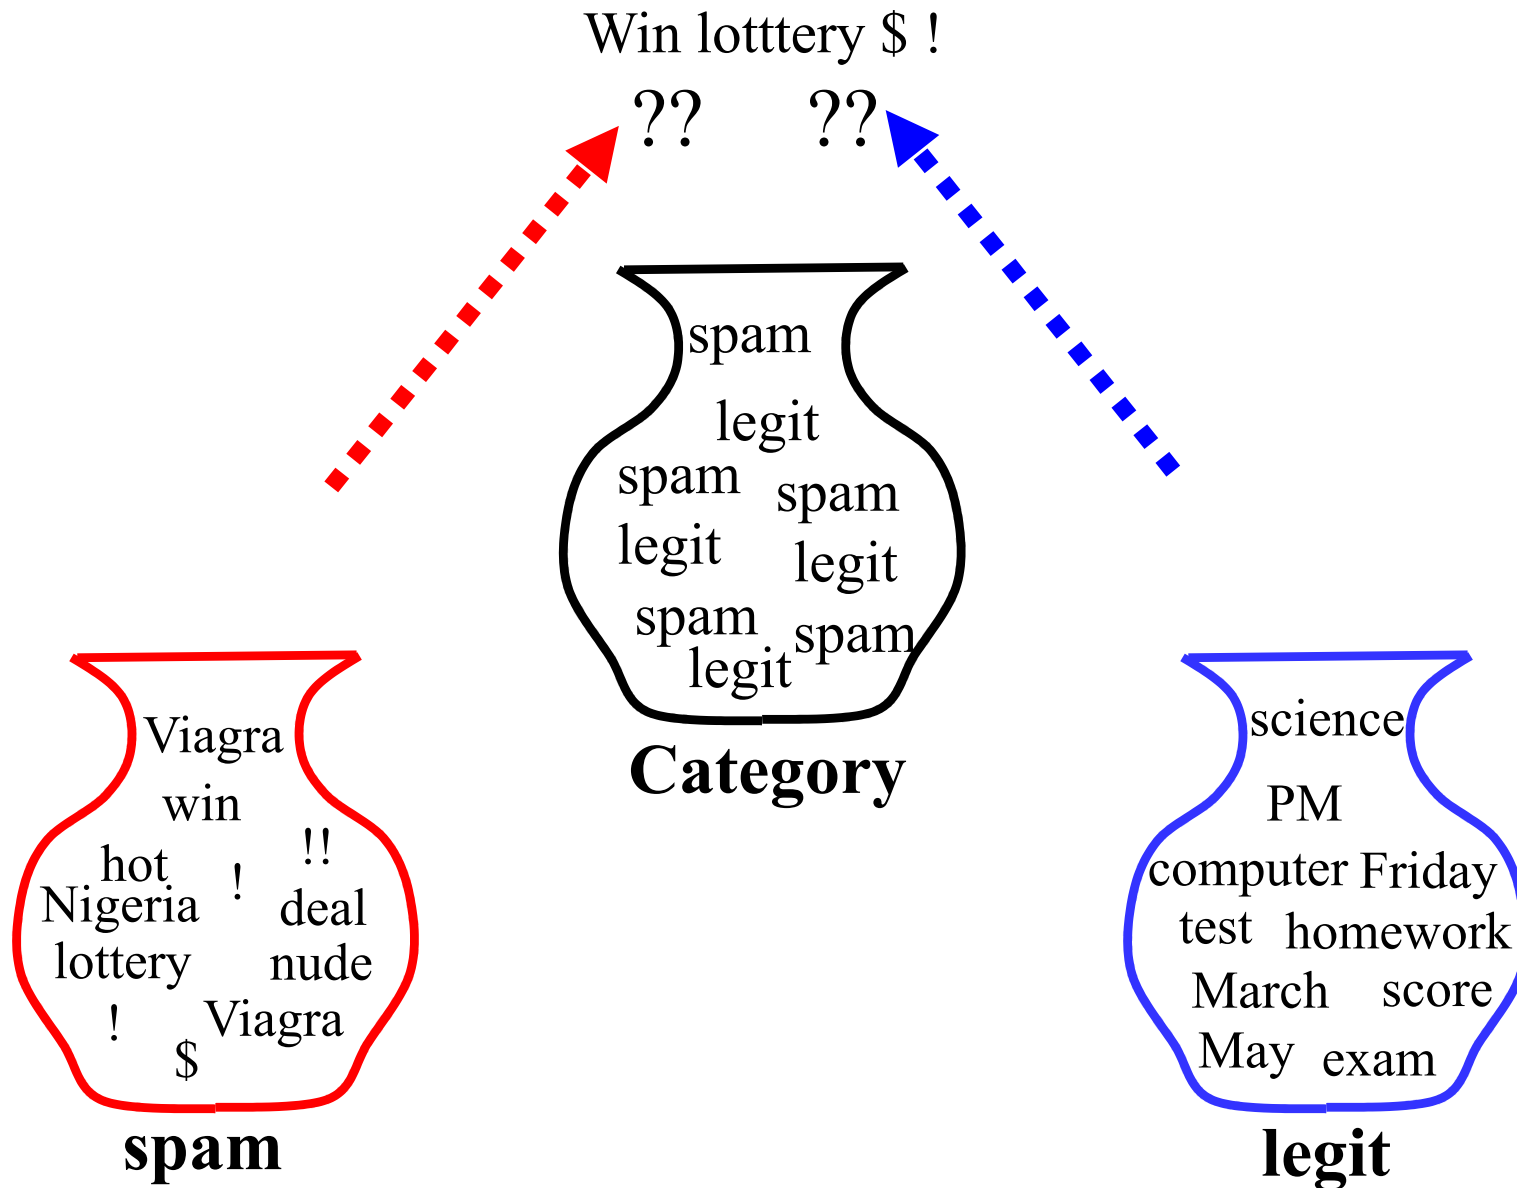 Win lotttery $ !
?? ??
spam
legit
spam
spam
legit
legit
spam
spam
legit
Category
Viagra
win
hot
!
!!
Nigeria
deal
lottery
nude
!
Viagra
$
spam
science
PM
computer Friday
test homework
March score
May exam
legit